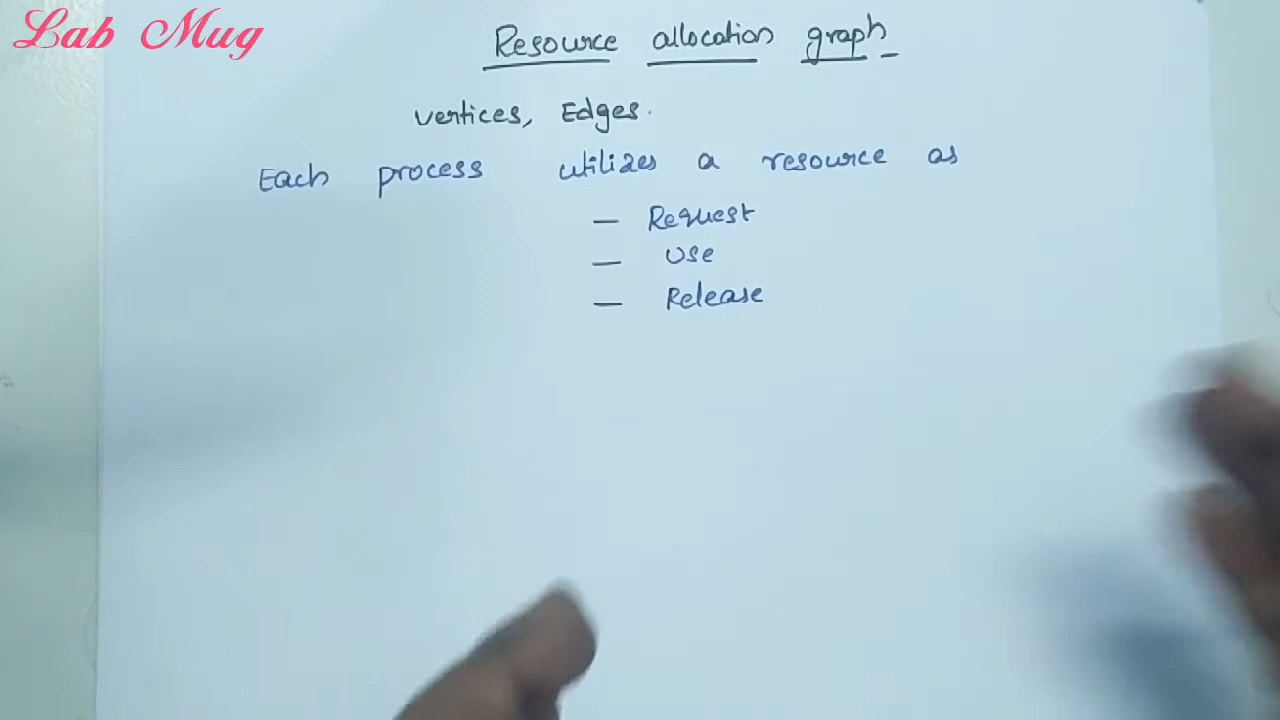 Lab Mug
Resource allocation graph
vertices, Edges.
Each process utilizes a resource as
— Request
— Use
— Release